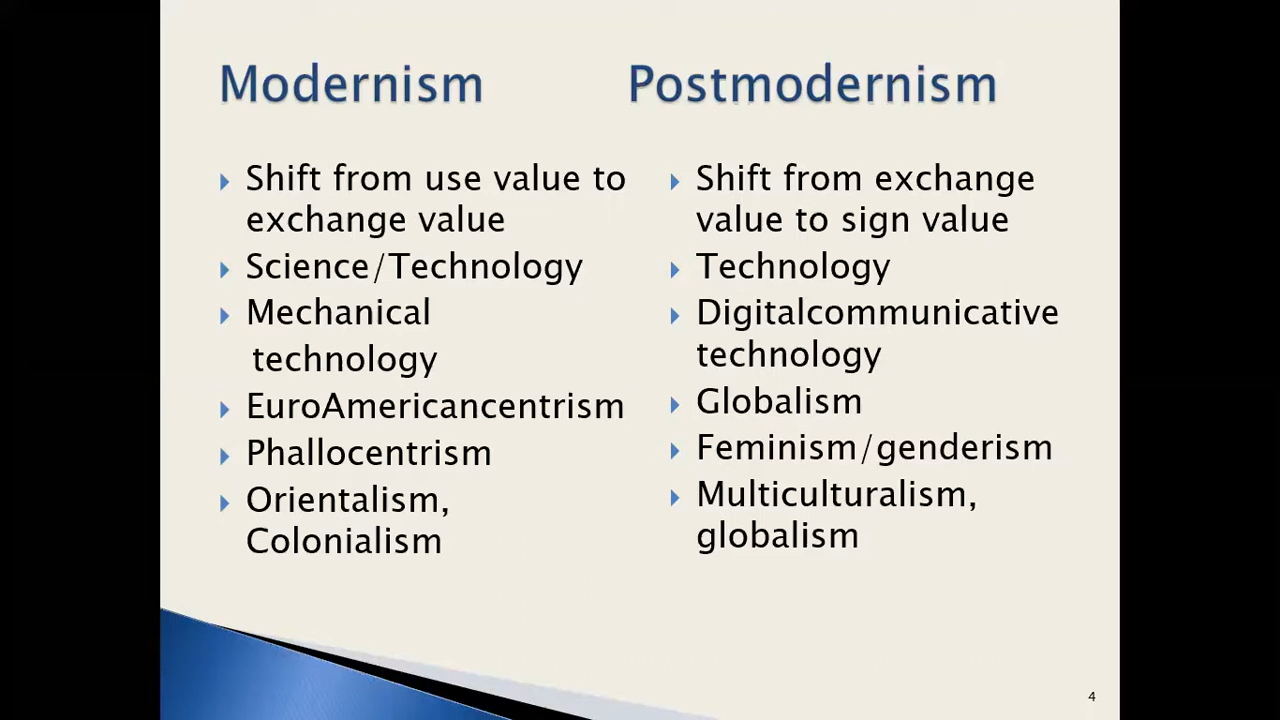 Modernism
Postmodernism
Shift from use value to
exchange value
Science/Technology
Mechanical
technology
EuroAmericancentrism
Phallocentrism
Orientalism,
Colonialism
Shift from exchange
value to sign value
Technology
Digitalcommunicative
technology
Globalism
Feminism/genderism
Multiculturalism,
globalism
4